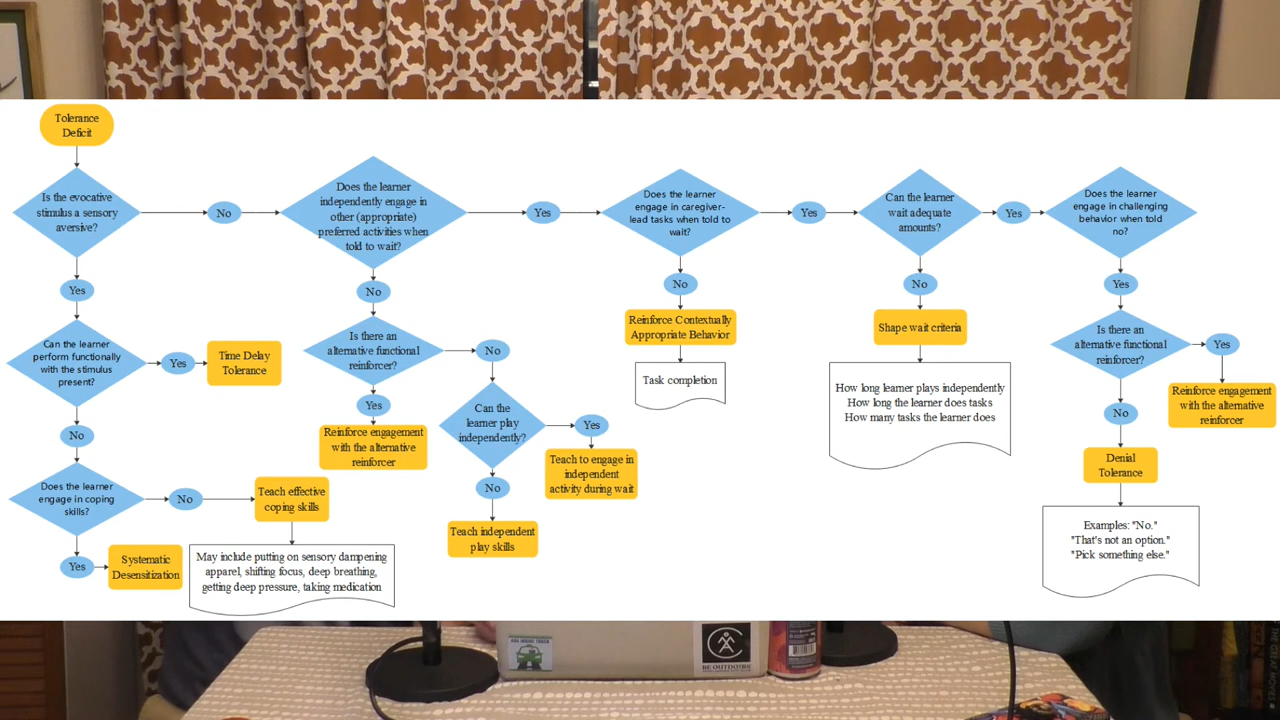 Tolerance
Deficit
Is the evocative
stimulus a sensory
aversive?
No
Does the learner
independently engage in
other (appropriate)
preferred activities when
told to wait?
Yes
Does the learner
engage in caregiver-
lead tasks when told to
wait?
Yes
Can the learner
wait adequate
amounts?
Yes
Does the learner
engage in challenging
behavior when told
no?
Yes
No
No
No
Yes
Can the learner
perform functionally
with the stimulus
present?
Yes
Time Delay
Tolerance
Is there an
alternative functional
reinforcer?
No
Reinforce Contextually
Appropriate Behavior
Task completion
Shape wait criteria
How long learner plays independently
How long the learner does tasks
How many tasks the learner does
Is there an
alternative functional
reinforcer?
Yes
Reinforce engagement
with the alternative
reinforcer
No
Yes
Reinforce engagement
with the alternative
reinforcer
Can the
learner play
independently?
Yes
Teach to engage in
independent
activity during wait
No
Teach independent
play skills
No
Denial
Tolerance
Examples: "No."
"That's not an option."
"Pick something else."
Does the learner
engage in coping
skills?
No
Teach effective
coping skills
May include putting on sensory dampening
apparel, shifting focus, deep breathing,
getting deep pressure, taking medication
Yes
Systematic
Desensitization
ABA INSIDE TRACK
BE OUTDOORS